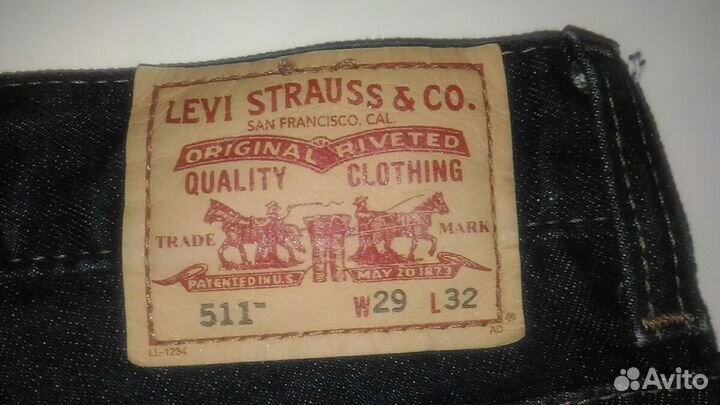 LEVI STRAUSS & CO.
SAN FRANCISCO. CAL.
ORIGINAL RIVETED
QUALITY CLOTHING
TRADE MARK
PATENTED IN U.S. MAY 20 1873
511™ W29 L32
®
LL-1234 AD
Avito